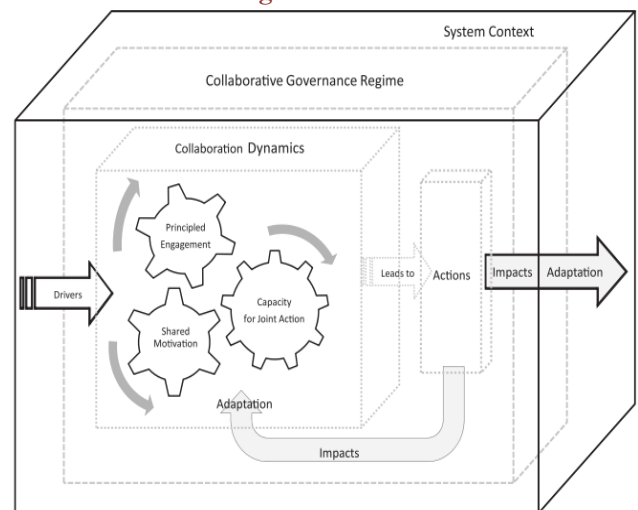 System Context
Collaborative Governance Regime
Collaboration Dynamics
Principled
Engagement
Drivers
Shared
Motivation
Capacity
for Joint Action
Leads to
Actions
Impacts
Adaptation
Adaptation
Impacts